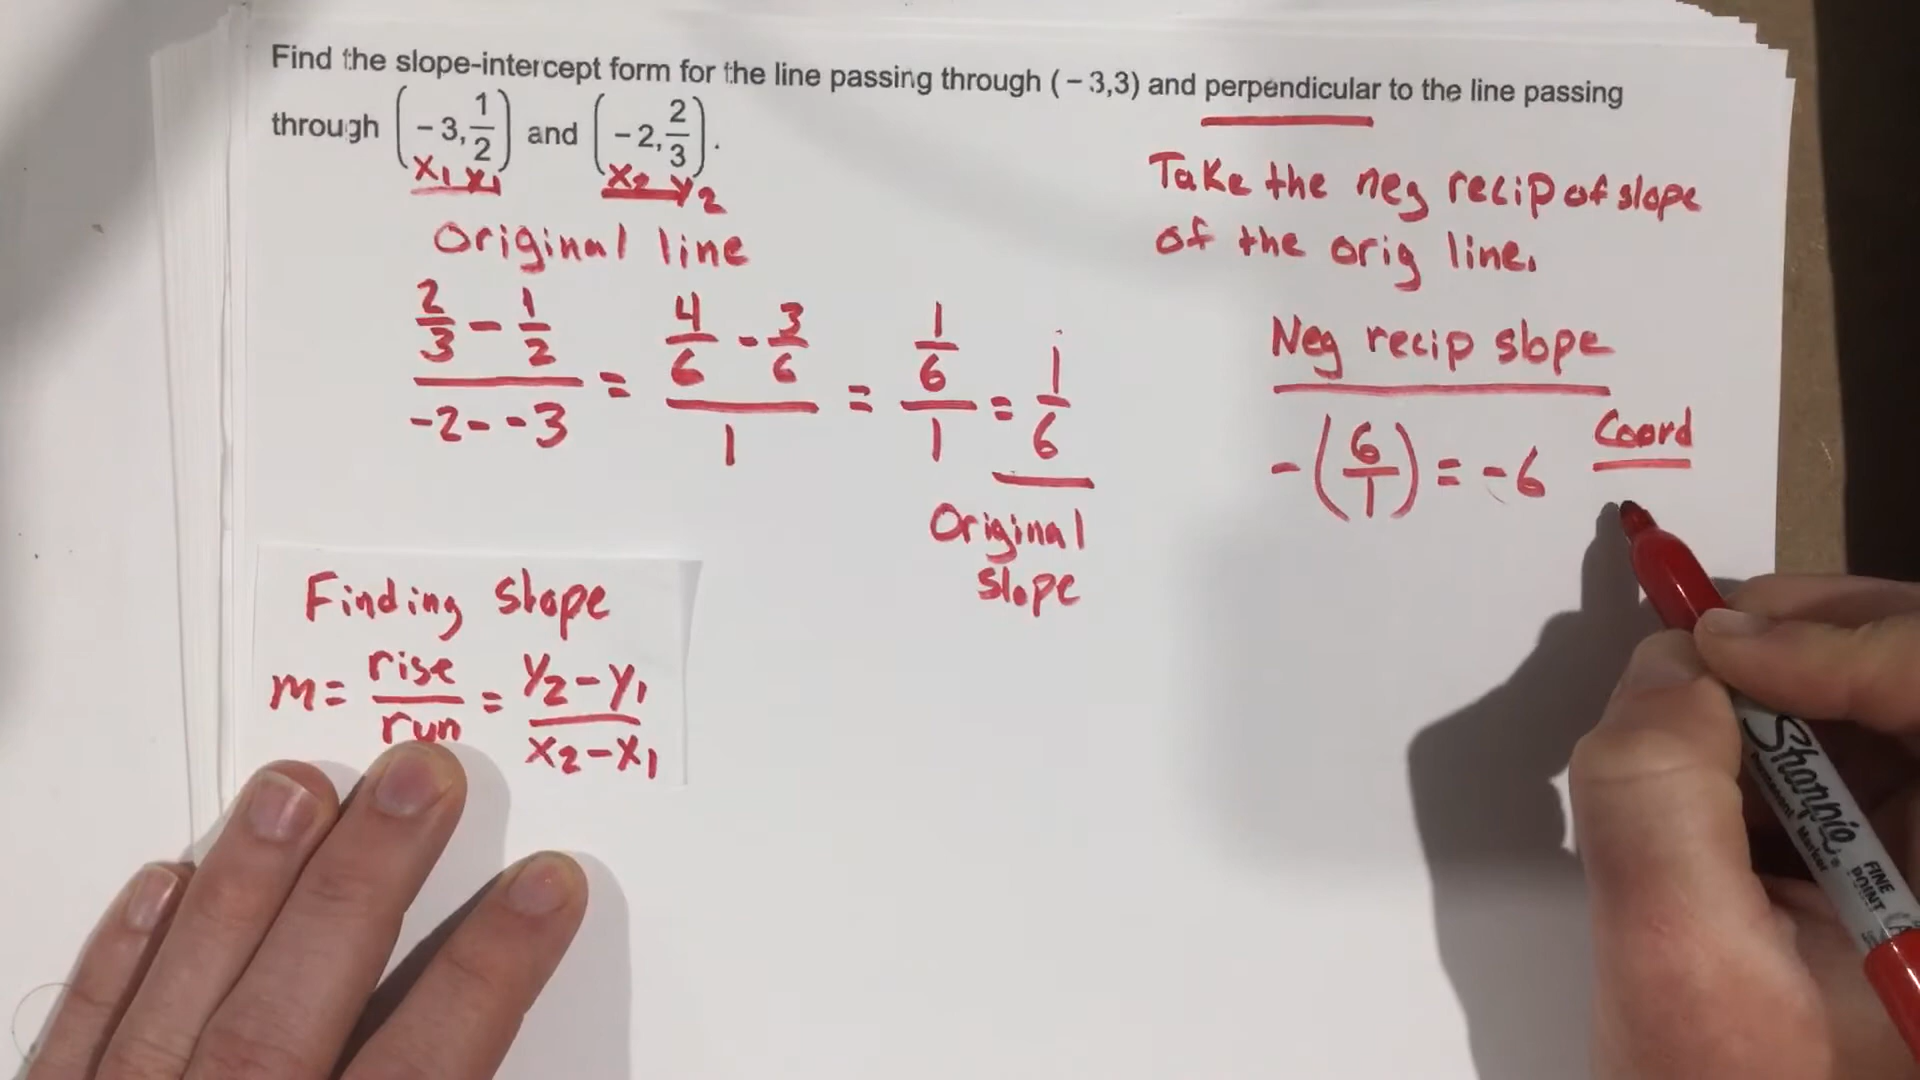 Find the slope-intercept form for the line passing through (-3,3) and perpendicular to the line passing
through (-3, 1/2) and (-2, 2/3).
x1 y1 x2 y2
Original line
(2/3 - 1/2)/(-2--3) = (4/6 - 3/6)/1 = (1/6)/1 = 1/6
Original
slope
Take the neg recip of slope
of the orig line.
Neg recip slope
-(6/1) = -6
Coord
Finding slope
m = rise/run = (y2-y1)/(x2-x1)
Sharpie
Permanent Marker
FINE
POINT